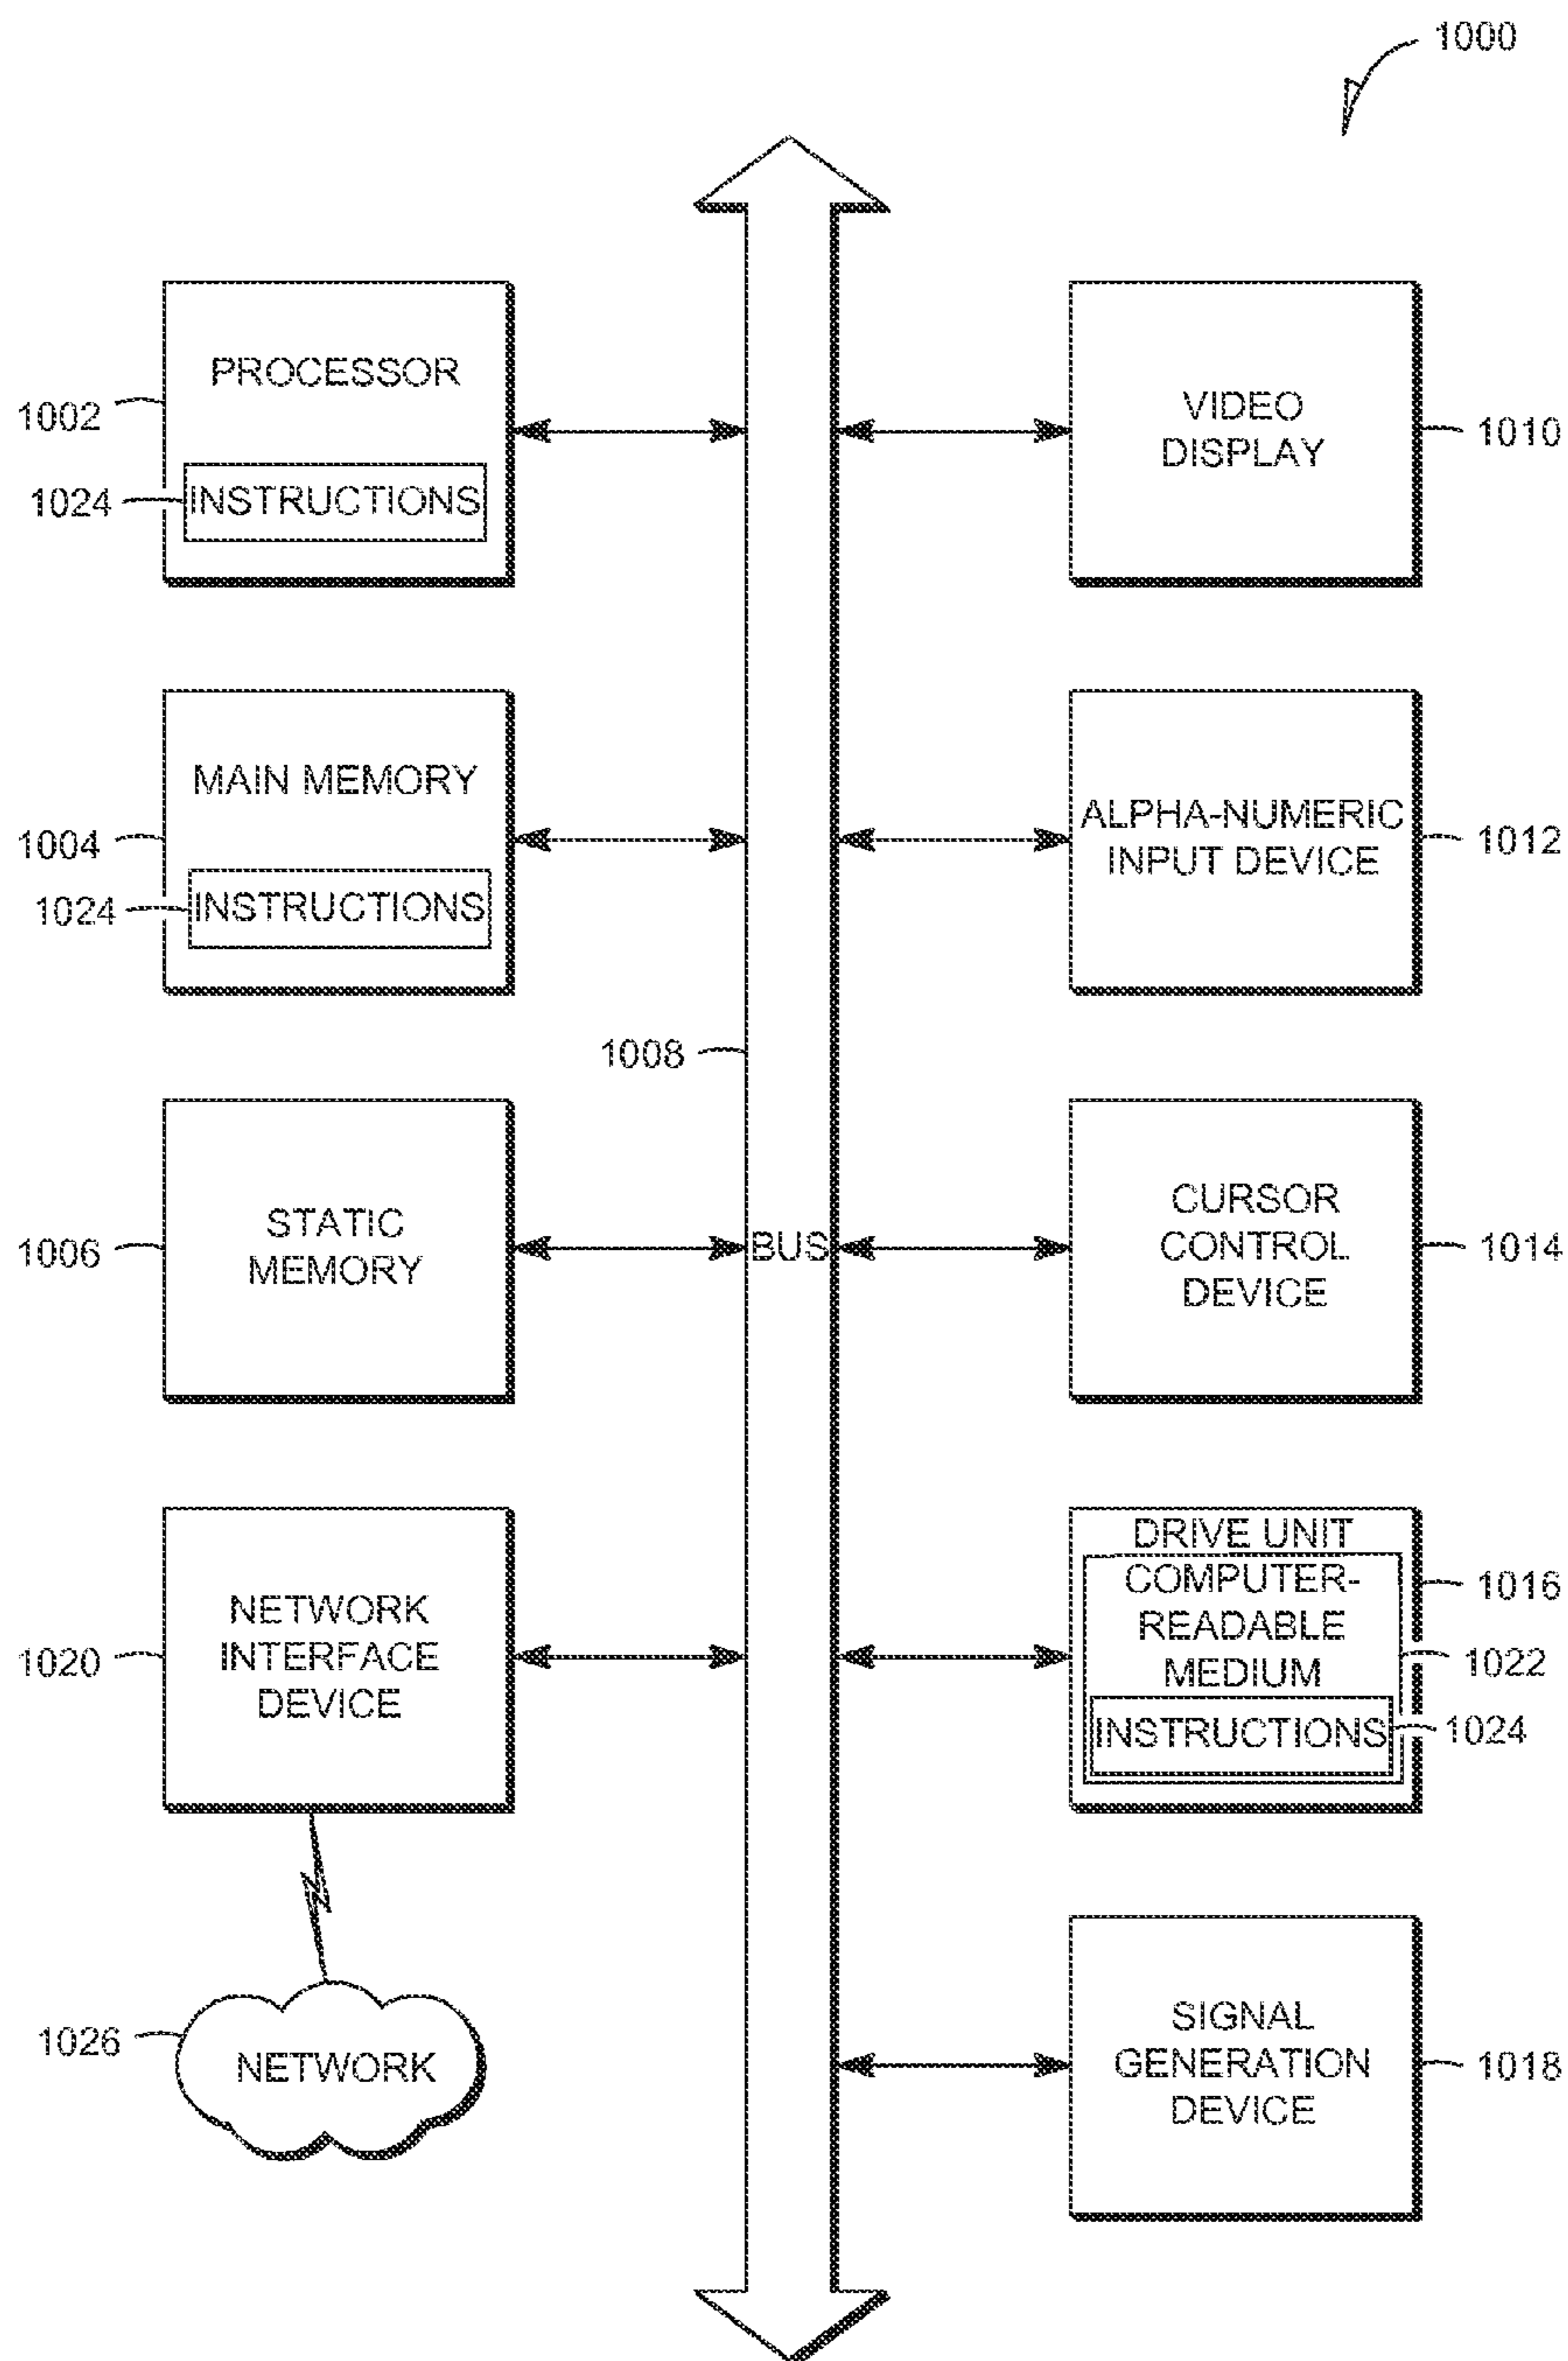 1000
PROCESSOR
1002
1024
INSTRUCTIONS
VIDEO
DISPLAY
1010
MAIN MEMORY
1004
1024
INSTRUCTIONS
ALPHA-NUMERIC
INPUT DEVICE
1012
1008
STATIC
MEMORY
1006
BUS
CURSOR
CONTROL
DEVICE
1014
NETWORK
INTERFACE
DEVICE
1020
DRIVE UNIT
COMPUTER-
READABLE
MEDIUM
1016
1022
INSTRUCTIONS
1024
1026
NETWORK
SIGNAL
GENERATION
DEVICE
1018